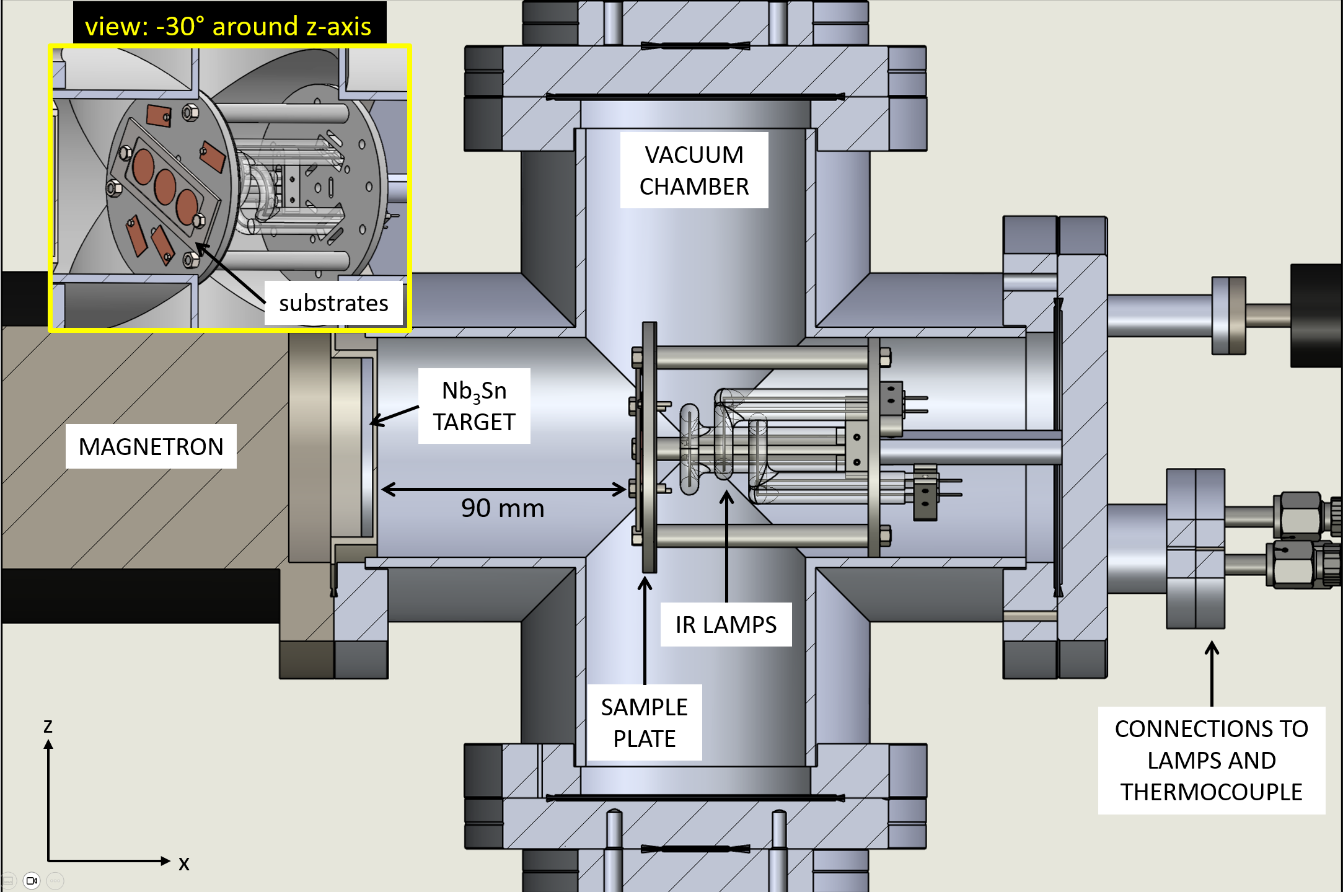 view: -30° around z-axis
substrates
VACUUM
CHAMBER
Nb₃Sn
TARGET
MAGNETRON
90 mm
IR LAMPS
SAMPLE
PLATE
CONNECTIONS TO
LAMPS AND
THERMOCOUPLE
z
x